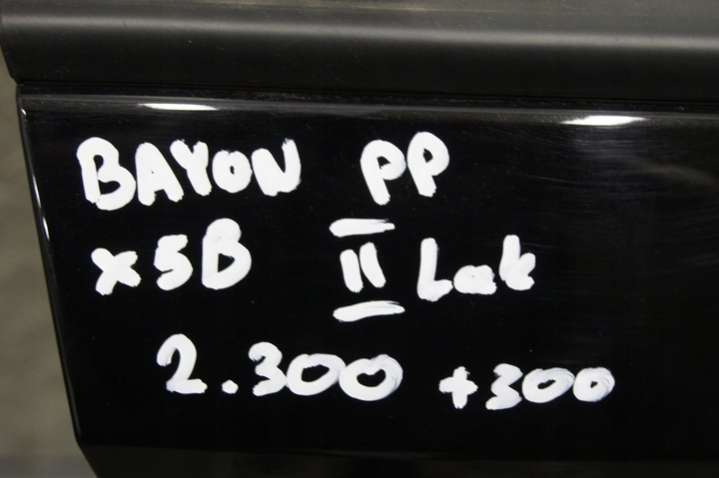 BAYON PP
X5B II Lak
2.300 +300